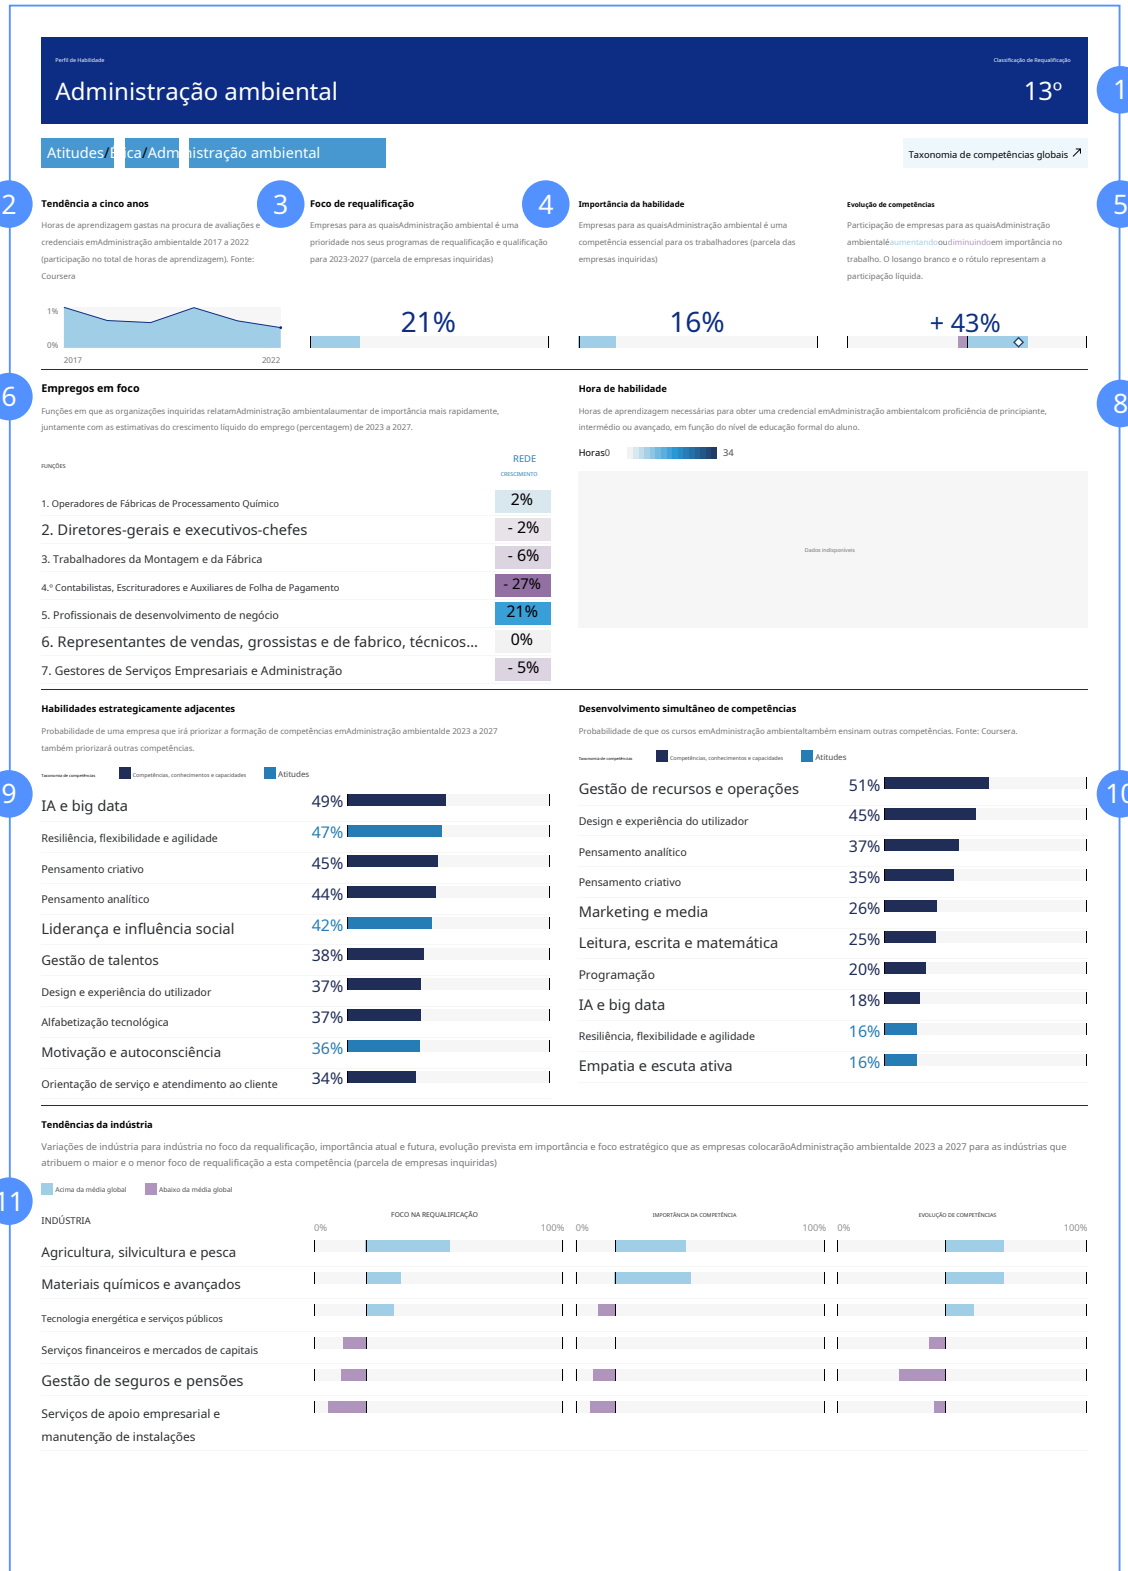 Perfil de Habilidade
Classificação de Requalificação
Administração ambiental
13º
1
Atitudes/Ética/Administração ambiental
Taxonomia de competências globais
2
Tendência a cinco anos
Horas de aprendizagem gastas na procura de avaliações e
credenciais emAdministração ambientalde 2017 a 2022
(participação no total de horas de aprendizagem). Fonte:
Coursera
1%
0%
2017
2022
3
Foco de requalificação
Empresas para as quaisAdministração ambiental é uma
prioridade nos seus programas de requalificação e qualificação
para 2023-2027 (parcela de empresas inquiridas)
21%
4
Importância da habilidade
Empresas para as quaisAdministração ambiental é uma
competência essencial para os trabalhadores (parcela das
empresas inquiridas)
16%
5
Evolução de competências
Participação de empresas para as quaisAdministração
ambientaléaumentandooudiminuindoem importância no
trabalho. O losango branco e o rótulo representam a
participação líquida.
+ 43%
6
Empregos em foco
Funções em que as organizações inquiridas relatamAdministração ambientalaumentar de importância mais rapidamente,
juntamente com as estimativas do crescimento líquido do emprego (percentagem) de 2023 a 2027.
FUNÇÕES
REDE
CRESCIMENTO
1. Operadores de Fábricas de Processamento Químico
2%
2. Diretores-gerais e executivos-chefes
- 2%
3. Trabalhadores da Montagem e da Fábrica
- 6%
4.º Contabilistas, Escrituradores e Auxiliares de Folha de Pagamento
- 27%
5. Profissionais de desenvolvimento de negócio
21%
6. Representantes de vendas, grossistas e de fabrico, técnicos...
0%
7. Gestores de Serviços Empresariais e Administração
- 5%
8
Hora de habilidade
Horas de aprendizagem necessárias para obter uma credencial emAdministração ambientalcom proficiência de principiante,
intermédio ou avançado, em função do nível de educação formal do aluno.
Horas0
34
Dados indisponíveis
9
Habilidades estrategicamente adjacentes
Probabilidade de uma empresa que irá priorizar a formação de competências emAdministração ambientalde 2023 a 2027
também priorizará outras competências.
Taxonomia de competências
Competências, conhecimentos e capacidades
Atitudes
IA e big data
49%
Resiliência, flexibilidade e agilidade
47%
Pensamento criativo
45%
Pensamento analítico
44%
Liderança e influência social
42%
Gestão de talentos
38%
Design e experiência do utilizador
37%
Alfabetização tecnológica
37%
Motivação e autoconsciência
36%
Orientação de serviço e atendimento ao cliente
34%
10
Desenvolvimento simultâneo de competências
Probabilidade de que os cursos emAdministração ambientaltambém ensinam outras competências. Fonte: Coursera.
Taxonomia de competências
Competências, conhecimentos e capacidades
Atitudes
Gestão de recursos e operações
51%
Design e experiência do utilizador
45%
Pensamento analítico
37%
Pensamento criativo
35%
Marketing e media
26%
Leitura, escrita e matemática
25%
Programação
20%
IA e big data
18%
Resiliência, flexibilidade e agilidade
16%
Empatia e escuta ativa
16%
Tendências da indústria
Variações de indústria para indústria no foco da requalificação, importância atual e futura, evolução prevista em importância e foco estratégico que as empresas colocarãoAdministração ambientalde 2023 a 2027 para as indústrias que
atribuem o maior e o menor foco de requalificação a esta competência (parcela de empresas inquiridas)
11
Acima da média global
Abaixo da média global
INDÚSTRIA
FOCO NA REQUALIFICAÇÃO
IMPORTÂNCIA DA COMPETÊNCIA
EVOLUÇÃO DE COMPETÊNCIAS
0%
100%
0%
100%
0%
100%
Agricultura, silvicultura e pesca
Materiais químicos e avançados
Tecnologia energética e serviços públicos
Serviços financeiros e mercados de capitais
Gestão de seguros e pensões
Serviços de apoio empresarial e
manutenção de instalações